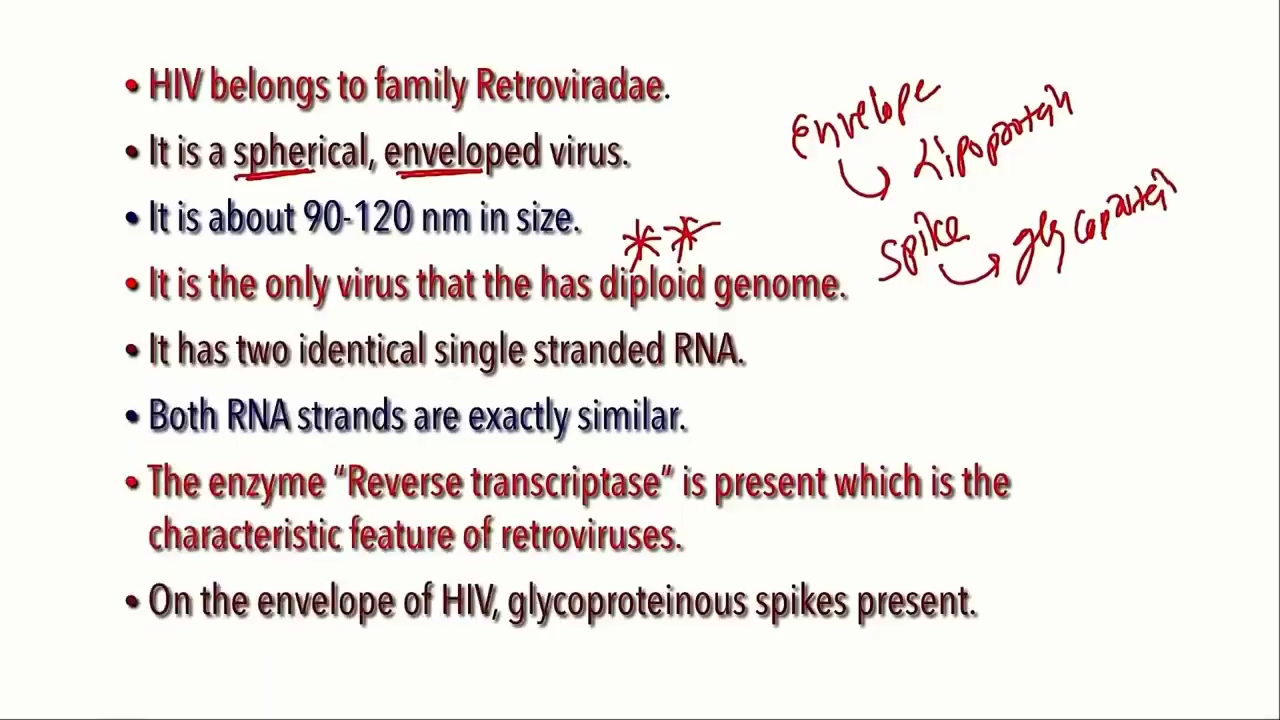 • HIV belongs to family Retroviradae.
• It is a spherical, enveloped virus.
• It is about 90-120 nm in size.
• It is the only virus that the has diploid genome.
• It has two identical single stranded RNA.
• Both RNA strands are exactly similar.
• The enzyme “Reverse transcriptase” is present which is the
characteristic feature of retroviruses.
• On the envelope of HIV, glycoproteinous spikes present.
Envelope
Lipoprotein
Spike
glycoprotein